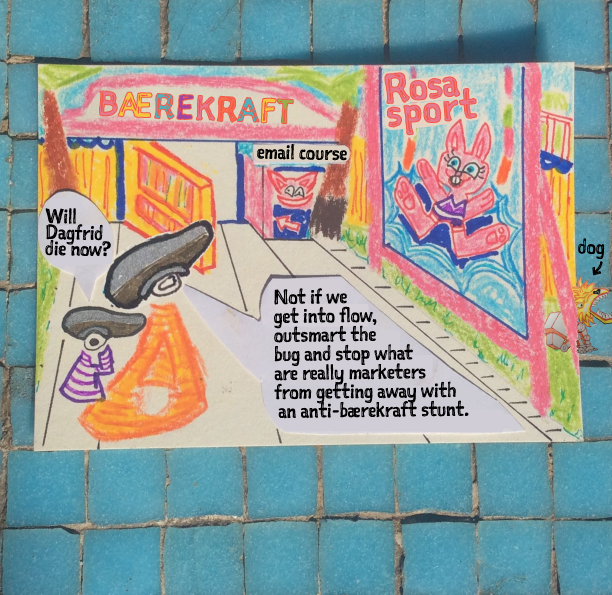 BAEREKRAFT
Rosa
sport
email course
Will
Dagfrid
die now?
dog
Not if we
get into flow,
outsmart the
bug and stop what
are really marketers
from getting away with
an anti-bærekraft stunt.